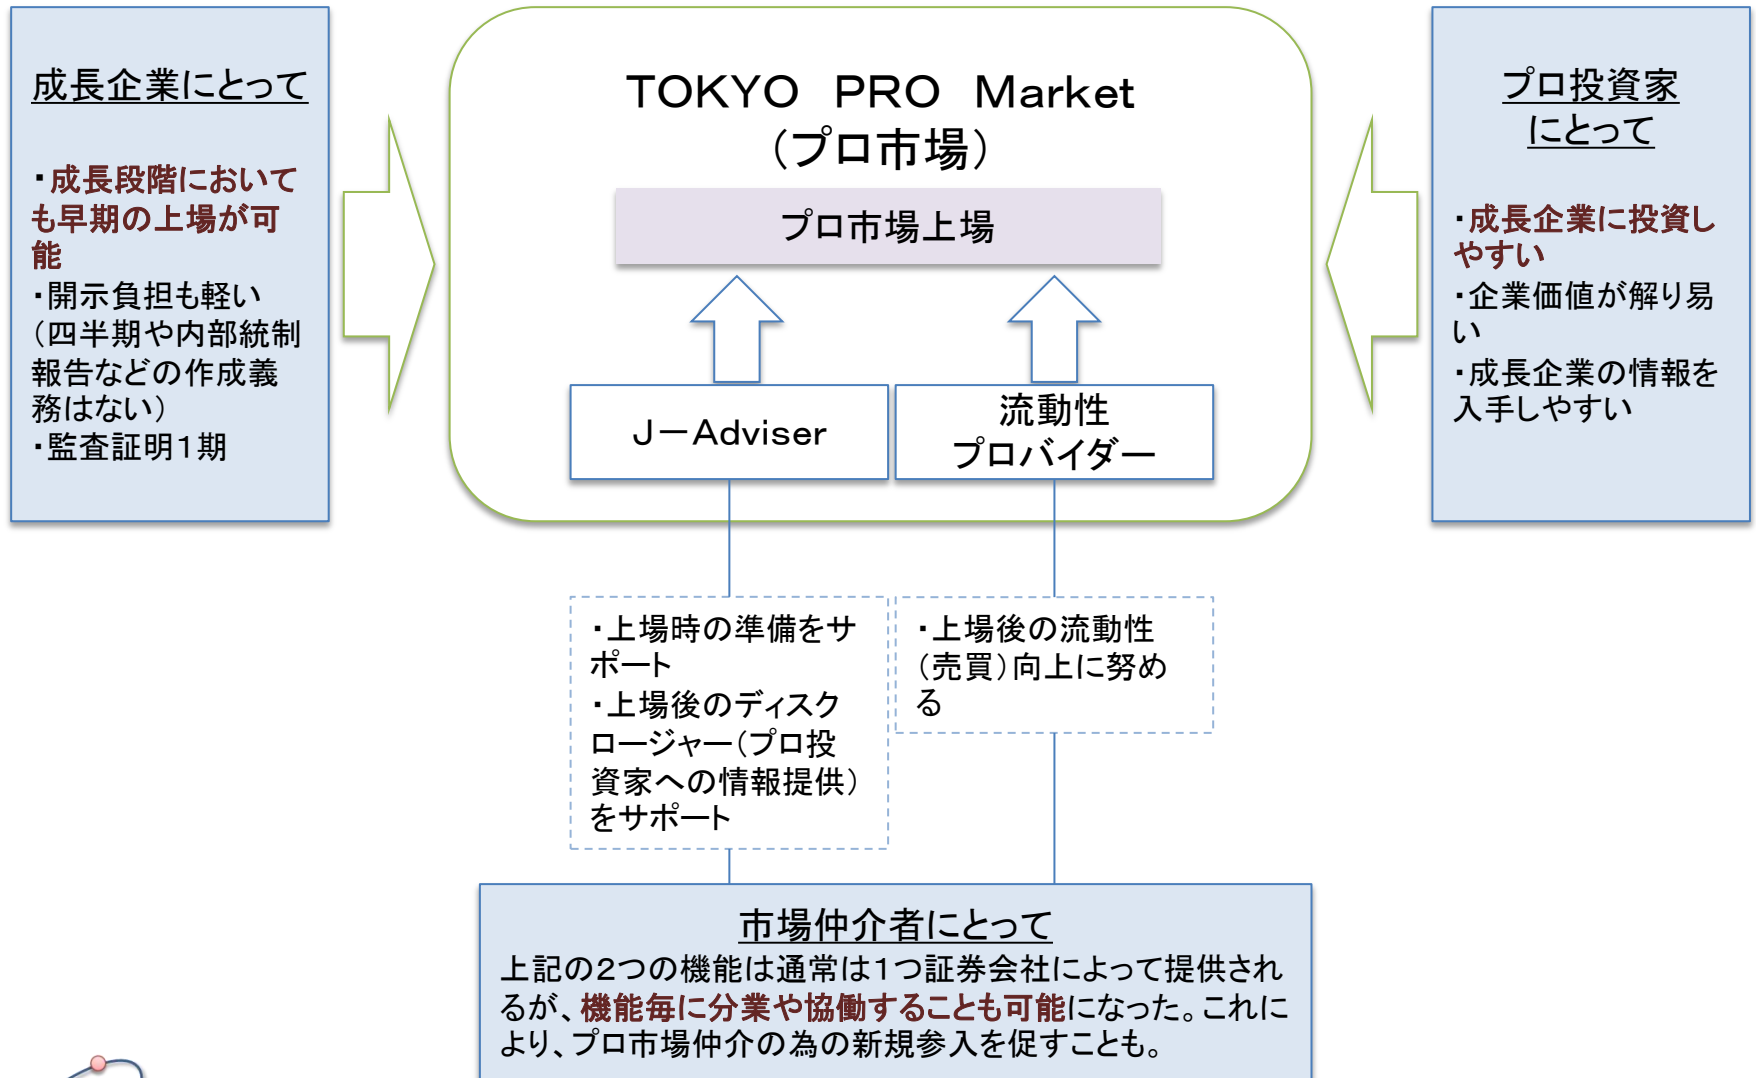 成長企業にとって
・成長段階において
も早期の上場が可
能
・開示負担も軽い
（四半期や内部統制
報告などの作成義
務はない）
・監査証明１期
TOKYO PRO Market
（プロ市場）
プロ市場上場
J－Adviser
流動性
プロバイダー
プロ投資家
にとって
・成長企業に投資し
やすい
・企業価値が解り易
い
・成長企業の情報を
入手しやすい
・上場時の準備をサ
ポート
・上場後のディスク
ロージャー（プロ投
資家への情報提供）
をサポート
・上場後の流動性
（売買）向上に努め
る
市場仲介者にとって
上記の２つの機能は通常は１つ証券会社によって提供され
るが、機能毎に分業や協働することも可能になった。これに
より、プロ市場仲介の為の新規参入を促すことも。